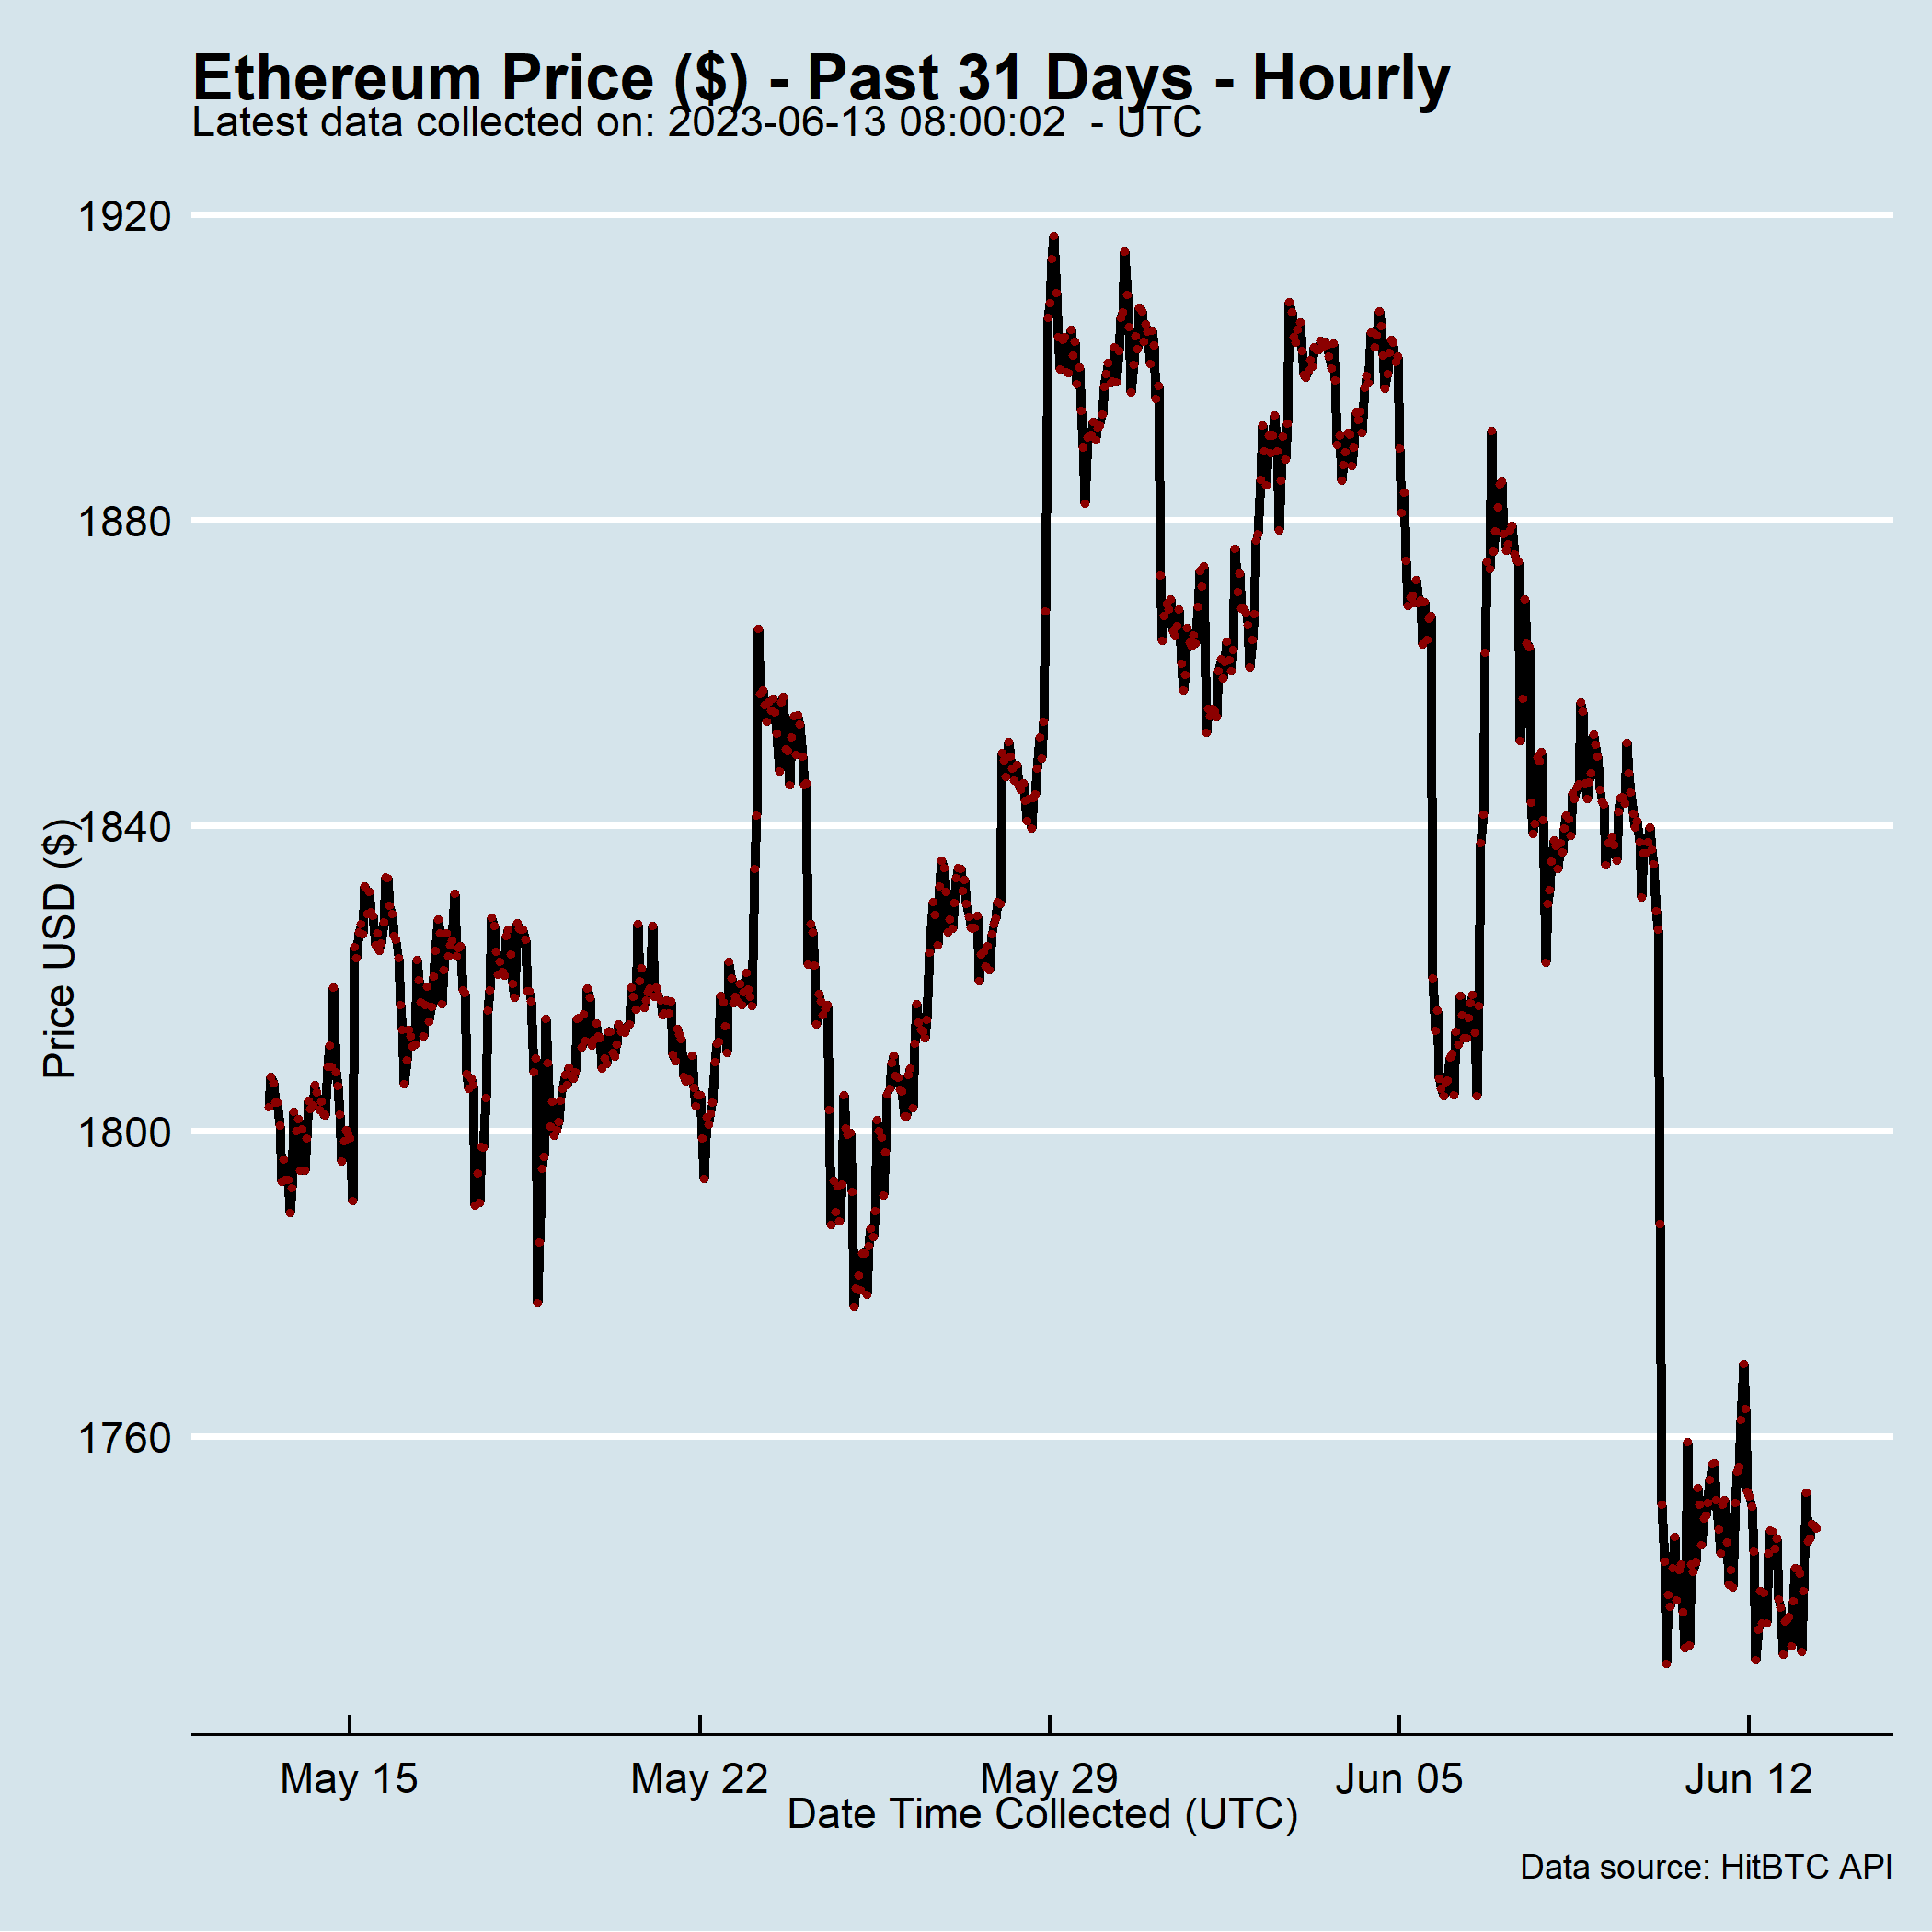 Ethereum Price ($) - Past 31 Days - Hourly
Latest data collected on: 2023-06-13 08:00:02  - UTC
1920
1880
1840
1800
1760
Price USD ($)
May 15
May 22
May 29
Jun 05
Jun 12
Date Time Collected (UTC)
Data source: HitBTC API